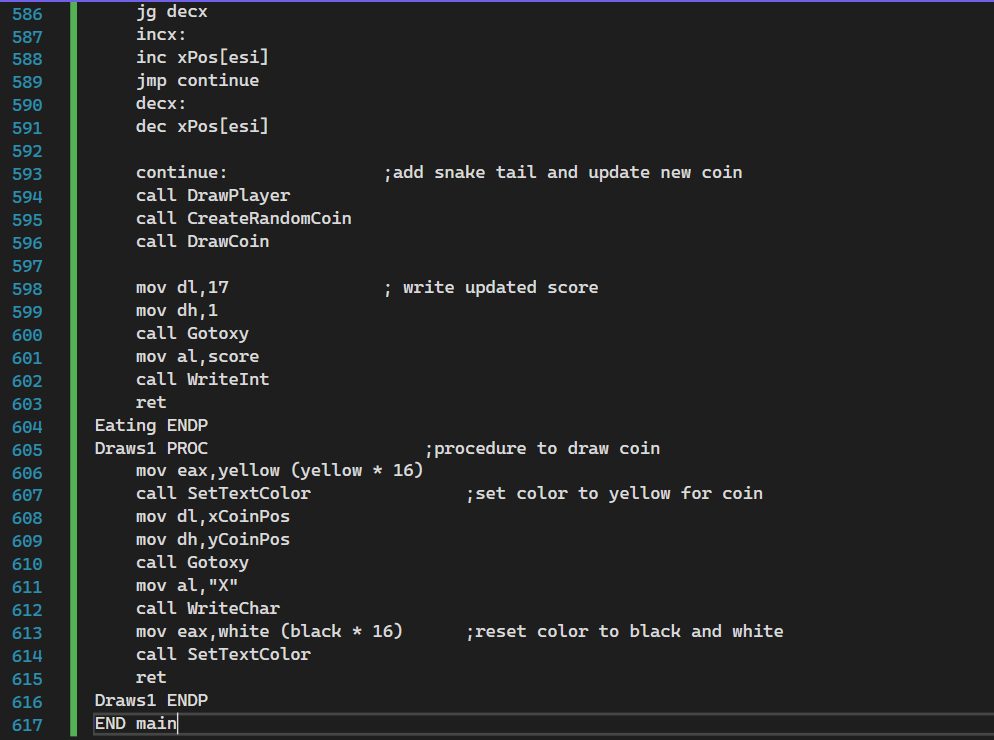 586 jg decx
587 incx:
588 inc xPos[esi]
589 jmp continue
590 decx:
591 dec xPos[esi]
592
593 continue: ;add snake tail and update new coin
594 call DrawPlayer
595 call CreateRandomCoin
596 call DrawCoin
597
598 mov dl,17 ; write updated score
599 mov dh,1
600 call Gotoxy
601 mov al,score
602 call WriteInt
603 ret
604 Eating ENDP
605 Draws1 PROC ;procedure to draw coin
606 mov eax,yellow (yellow * 16)
607 call SetTextColor ;set color to yellow for coin
608 mov dl,xCoinPos
609 mov dh,yCoinPos
610 call Gotoxy
611 mov al,"X"
612 call WriteChar
613 mov eax,white (black * 16) ;reset color to black and white
614 call SetTextColor
615 ret
616 Draws1 ENDP
617 END main